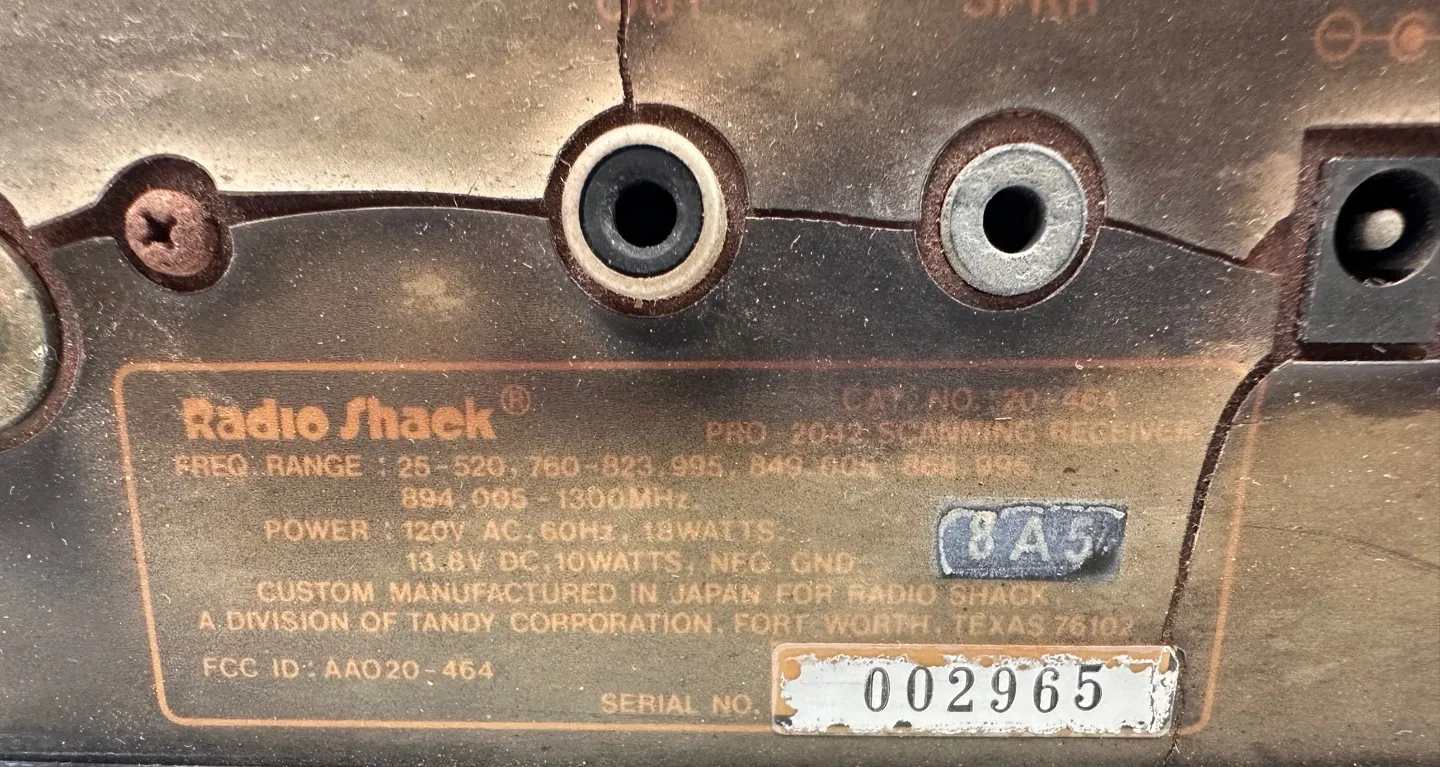 SPKR
Radio Shack®
CAT. NO. 20-464
PRO 2042 SCANNING RECEIVER
FREQ RANGE : 25-520, 760-823.995, 849.005, 868.995,
894.005-1300MHz.
POWER : 120V AC, 60Hz, 18WATTS.
13.8V DC, 10WATTS, NEG. GND.
8A5
CUSTOM MANUFACTURED IN JAPAN FOR RADIO SHACK,
A DIVISION OF TANDY CORPORATION, FORT WORTH, TEXAS 76102
FCC ID : AAO20-464
SERIAL NO. 002965